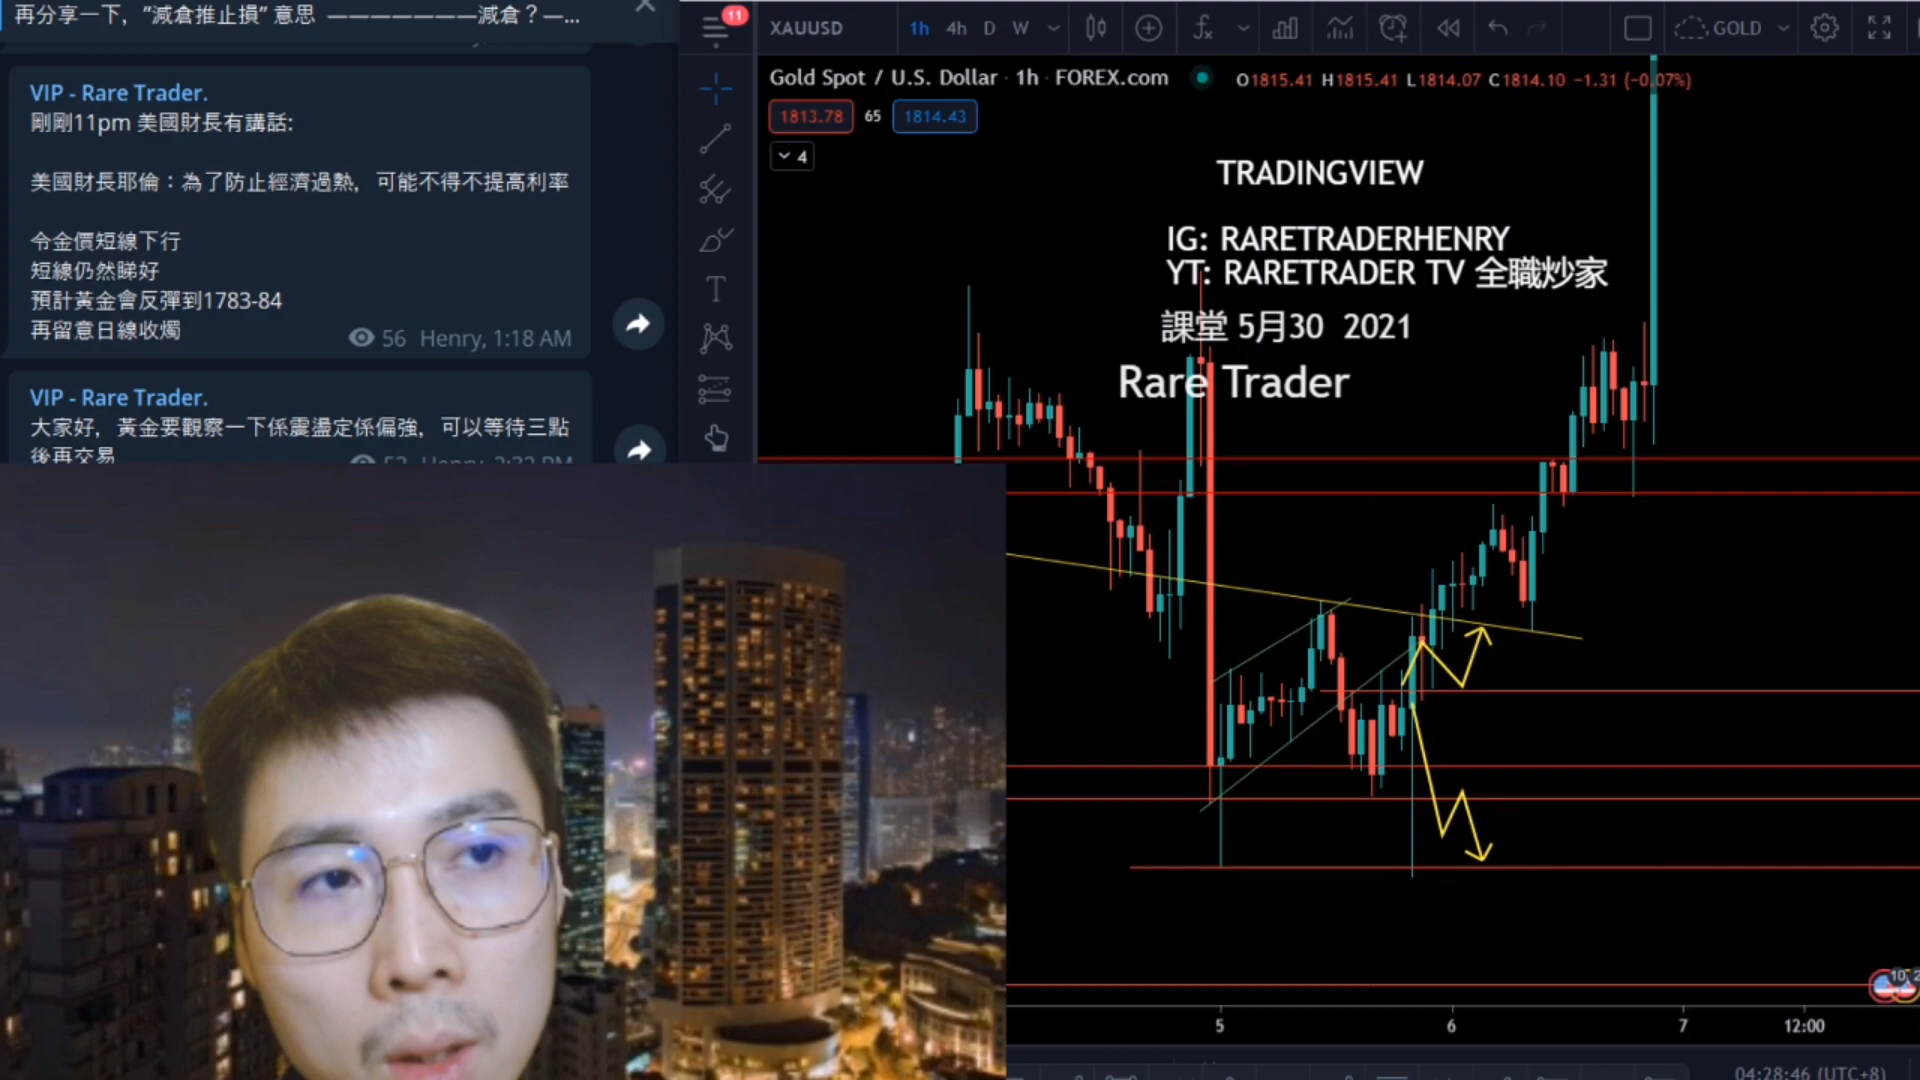 再分享一下，"減倉推止損" 意思 ———————減倉？—...
VIP - Rare Trader.
剛剛11pm 美國財長有講話:
美國財長耶倫：為了防止經濟過熱，可能不得不提高利率
令金價短線下行
短線仍然睇好
預計黃金會反彈到1783-84
再留意日線收燭
56 Henry, 1:18 AM
VIP - Rare Trader.
大家好，黃金要觀察一下係震盪定係偏強，可以等待三點
後再交易
11
XAUUSD 1h 4h D W
GOLD
Gold Spot / U.S. Dollar · 1h · FOREX.com O1815.41 H1815.41 L1814.07 C1814.10 −1.31 (−0.07%)
1813.78 65 1814.43
4
TRADINGVIEW
IG: RARETRADERHENRY
YT: RARETRADER TV 全職炒家
課堂 5月30 2021
Rare Trader
10
5 6 7 12:00
04:28:46 (UTC+8)